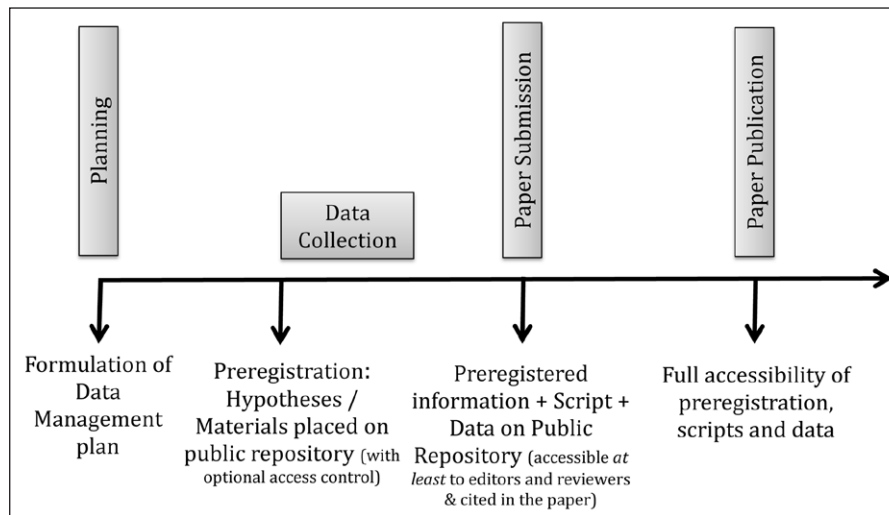 Planning
Data
Collection
Paper Submission
Paper Publication
Formulation of
Data
Management
plan
Preregistration:
Hypotheses /
Materials placed on
public repository (with
optional access control)
Preregistered
information + Script +
Data on Public
Repository (accessible at
least to editors and reviewers
& cited in the paper)
Full accessibility of
preregistration,
scripts and data